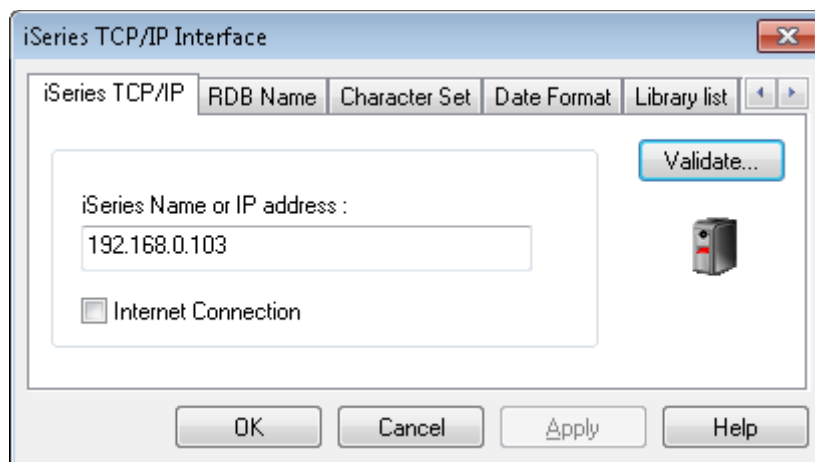 iSeries TCP/IP Interface
iSeries TCP/IP RDB Name Character Set Date Format Library list
Validate...
iSeries Name or IP address :
192.168.0.103
Internet Connection
OK Cancel Apply Help